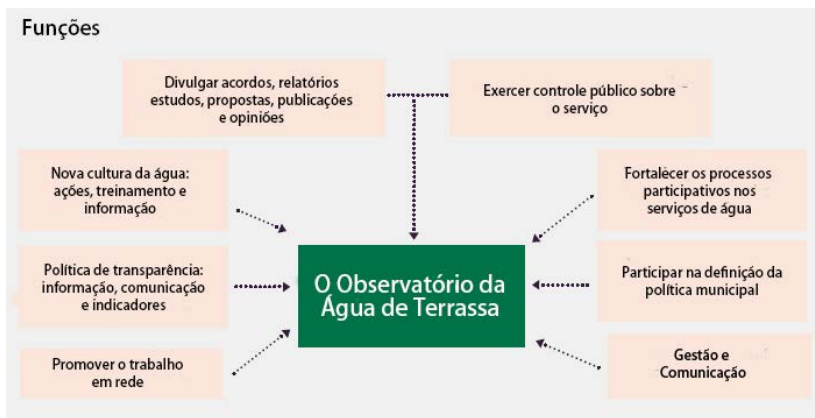 Funções
Divulgar acordos, relatórios
estudos, propostas, publicações
e opiniões
Exercer controle público sobre
o serviço
Nova cultura da água:
ações, treinamento e
informação
Fortalecer os processos
participativos nos
serviços de água
Política de transparência:
informação, comunicação
e indicadores
O Observatório da
Água de Terrassa
Participar na definição da
política municipal
Promover o trabalho
em rede
Gestão e
Comunicação